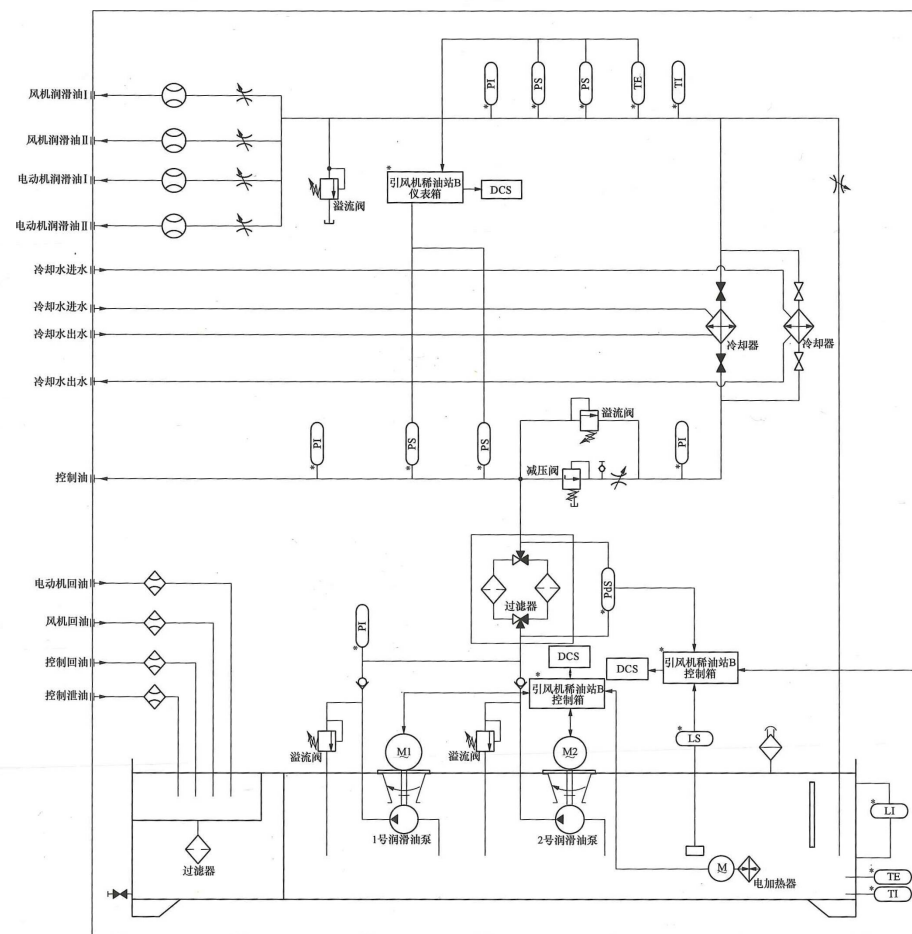 PI
PS
PS
TE
TI
风机润滑油Ⅰ
风机润滑油Ⅱ
电动机润滑油Ⅰ
电动机润滑油Ⅱ
溢流阀
引风机稀油站B
仪表箱
DCS
冷却水进水
冷却水进水
冷却水出水
冷却水出水
冷却器
冷却器
溢流阀
PI
PS
PS
减压阀
PI
控制油
过滤器
PdS
电动机回油
风机回油
控制回油
控制泄油
PI
DCS
引风机稀油站B
控制箱
DCS
引风机稀油站B
控制箱
LS
溢流阀
M1
溢流阀
M2
1号润滑油泵
2号润滑油泵
过滤器
M
电加热器
LI
TE
TI